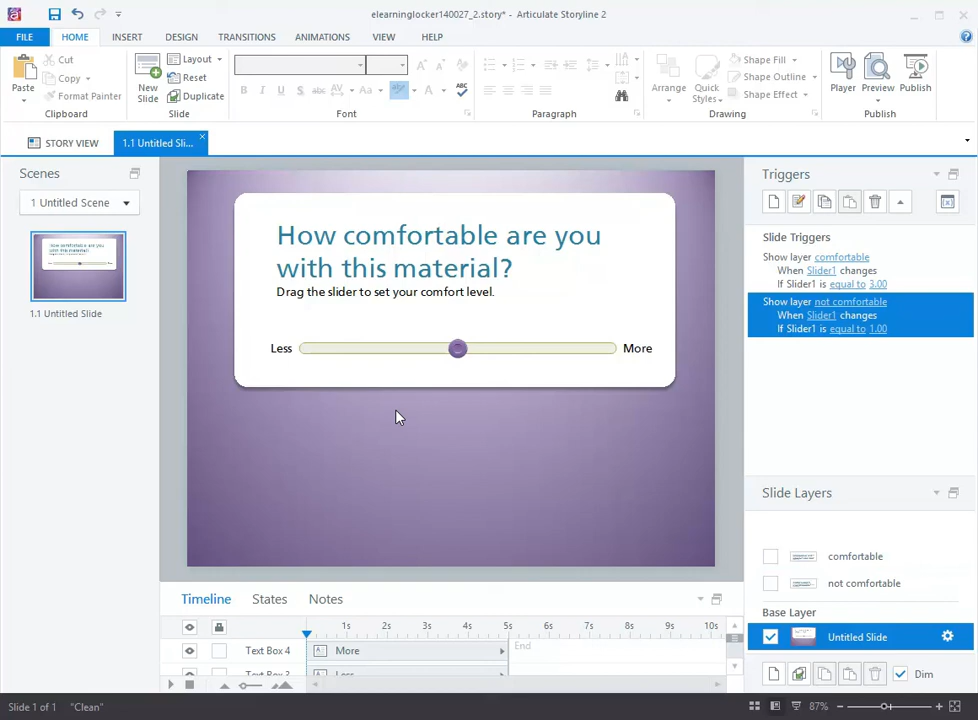 elearninglocker140027_2.story* - Articulate Storyline 2
FILE HOME INSERT DESIGN TRANSITIONS ANIMATIONS VIEW HELP
Paste
Cut
Copy
Format Painter
Clipboard
New Slide
Layout
Reset
Duplicate
Slide
B I U S abc AV Aa A ABC
Font
Paragraph
Arrange
Quick Styles
Shape Fill
Shape Outline
Shape Effect
Drawing
Player
Preview
Publish
Publish
STORY VIEW
1.1 Untitled Sli...
Scenes
1 Untitled Scene
1.1 Untitled Slide
How comfortable are you
with this material?
Drag the slider to set your comfort level.
Less
More
Triggers
Slide Triggers
Show layer comfortable
When Slider1 changes
If Slider1 is equal to 3.00
Show layer not comfortable
When Slider1 changes
If Slider1 is equal to 1.00
Slide Layers
comfortable
not comfortable
Base Layer
Untitled Slide
Dim
Timeline States Notes
1s 2s 3s 4s 5s 6s 7s 8s 9s 10s
Text Box 4
More
End
Slide 1 of 1
"Clean"
87%